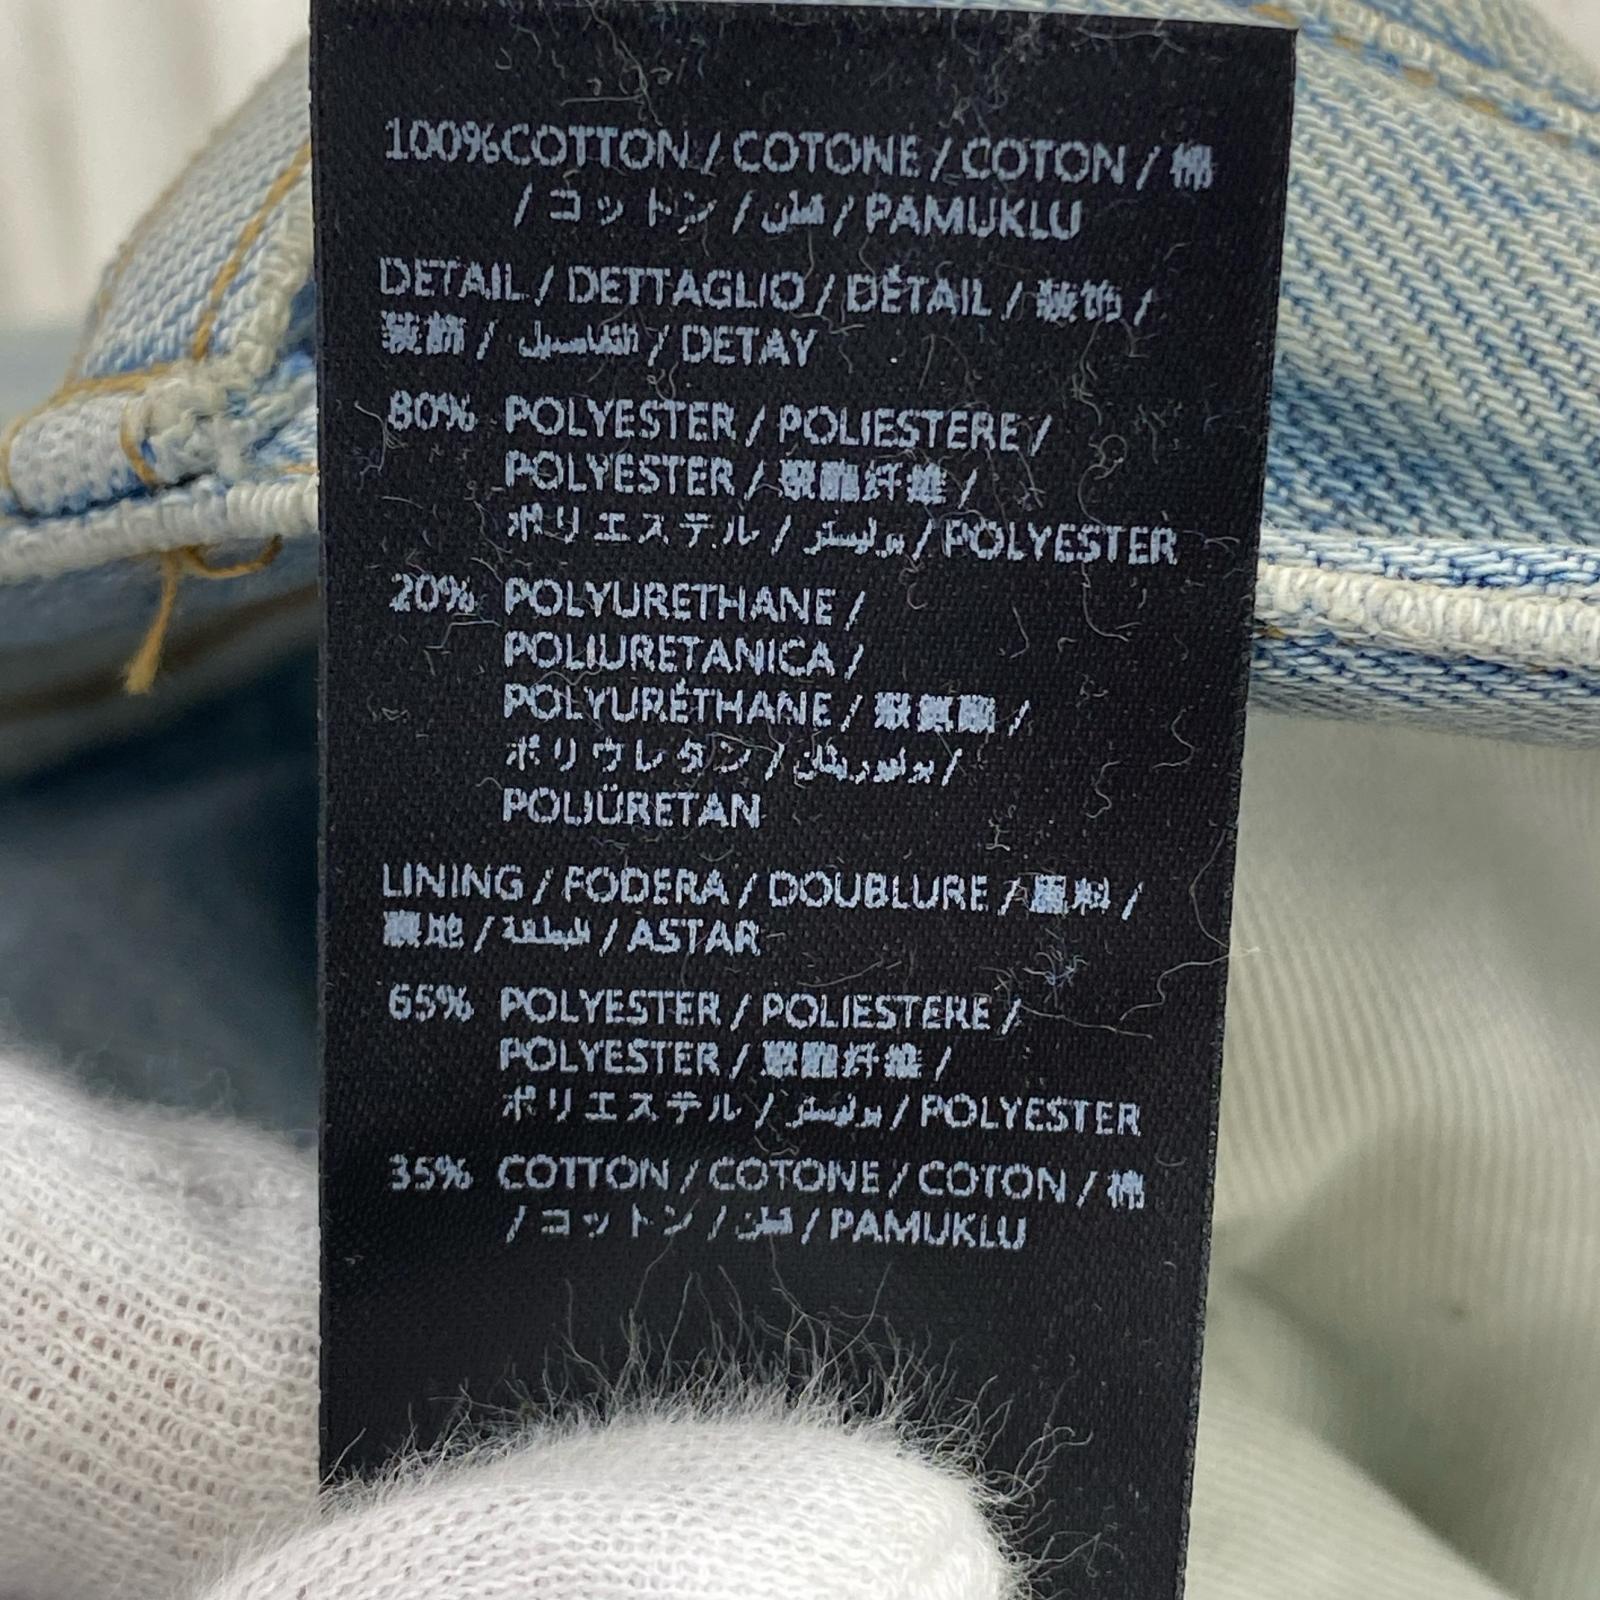 100%COTTON / COTONE / COTON / 棉
/ コットン / قطن / PAMUKLU
DETAIL / DETTAGLIO / DÉTAIL / 装饰 /
装飾 / التفاصيل / DETAY
80% POLYESTER / POLIESTERE /
POLYESTER / 聚酯纤维 /
ポリエステル / بوليستر / POLYESTER
20% POLYURETHANE /
POLIURETANICA /
POLYURÉTHANE / 聚氨酯 /
ポリウレタン / بوليوريثان /
POLIÜRETAN
LINING / FODERA / DOUBLURE / 里料 /
裏地 / البطانة / ASTAR
65% POLYESTER / POLIESTERE /
POLYESTER / 聚酯纤维 /
ポリエステル / بوليستر / POLYESTER
35% COTTON / COTONE / COTON / 棉
/ コットン / قطن / PAMUKLU